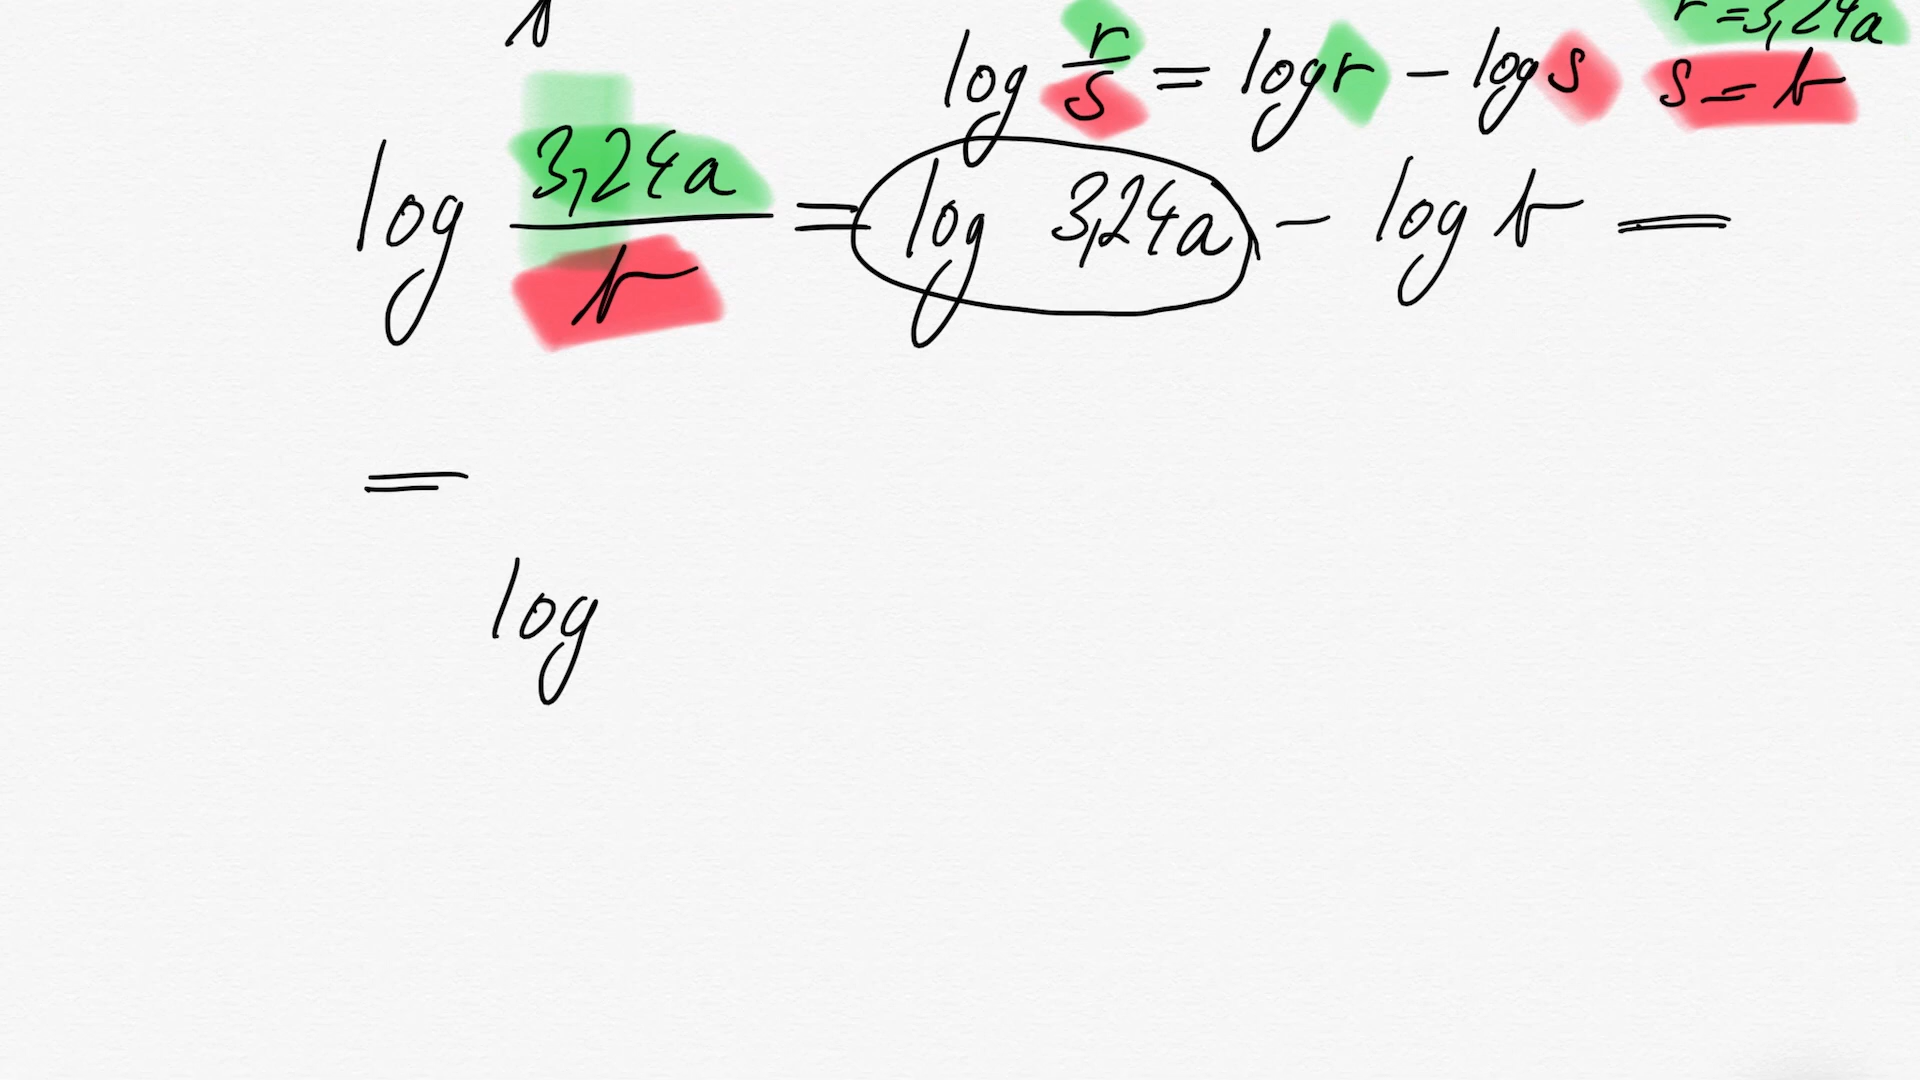 b
log r/s = log r - log s r = 3,24a
s = b
log 3,24a/b = log 3,24a - log b =
=
log